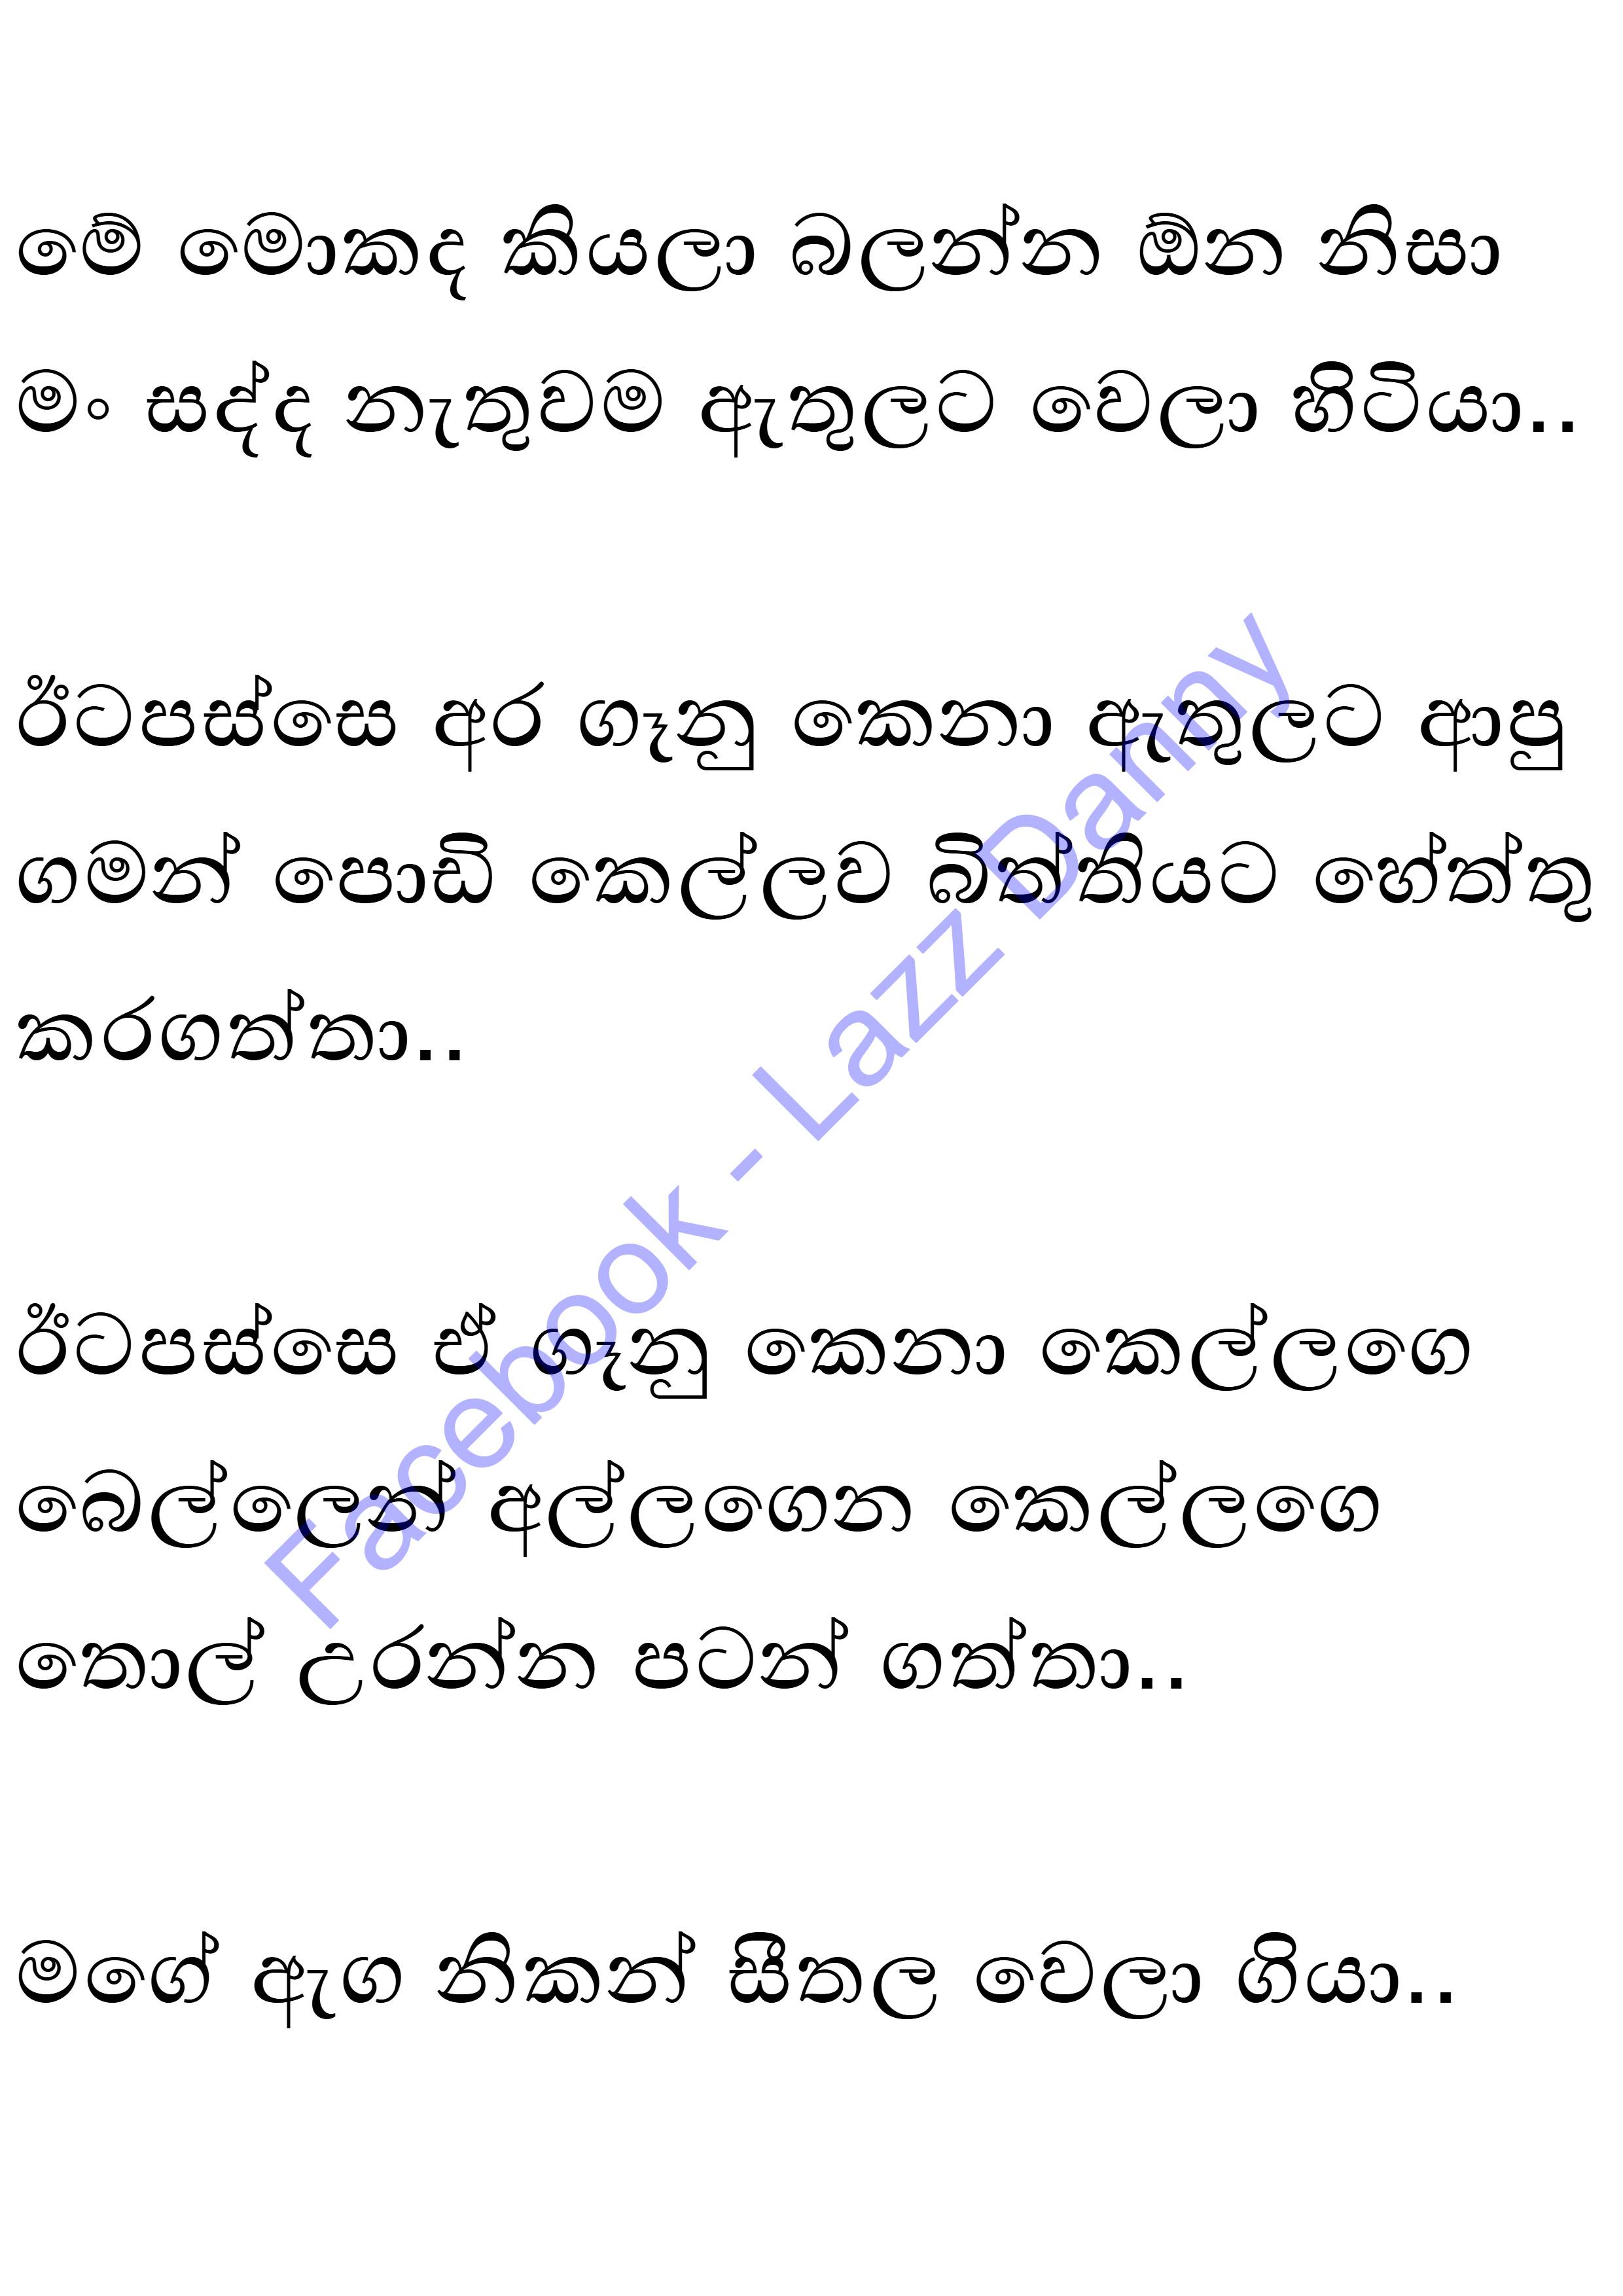 මේ මොකද කියලා බලන්න ඕන නිසා
මං සද්ද නැතුවම ඇතුලට වෙලා හිටියා..
ඊටපස්සෙ අර ගෑනු කෙනා ඇතුලට ආපු
ගමන් පොඩි කෙල්ලව බිත්තියට හේත්තු
කරගත්තා..
ඊටපස්සෙ ඒ ගෑනු කෙනා කෙල්ලගෙ
බෙල්ලෙන් අල්ලගෙන කෙල්ලගෙ
තොල් උරන්න පටන් ගත්තා..
මගේ ඇග නිකන් සීතල වෙලා ගියා..
Facebook - Lazz Danny